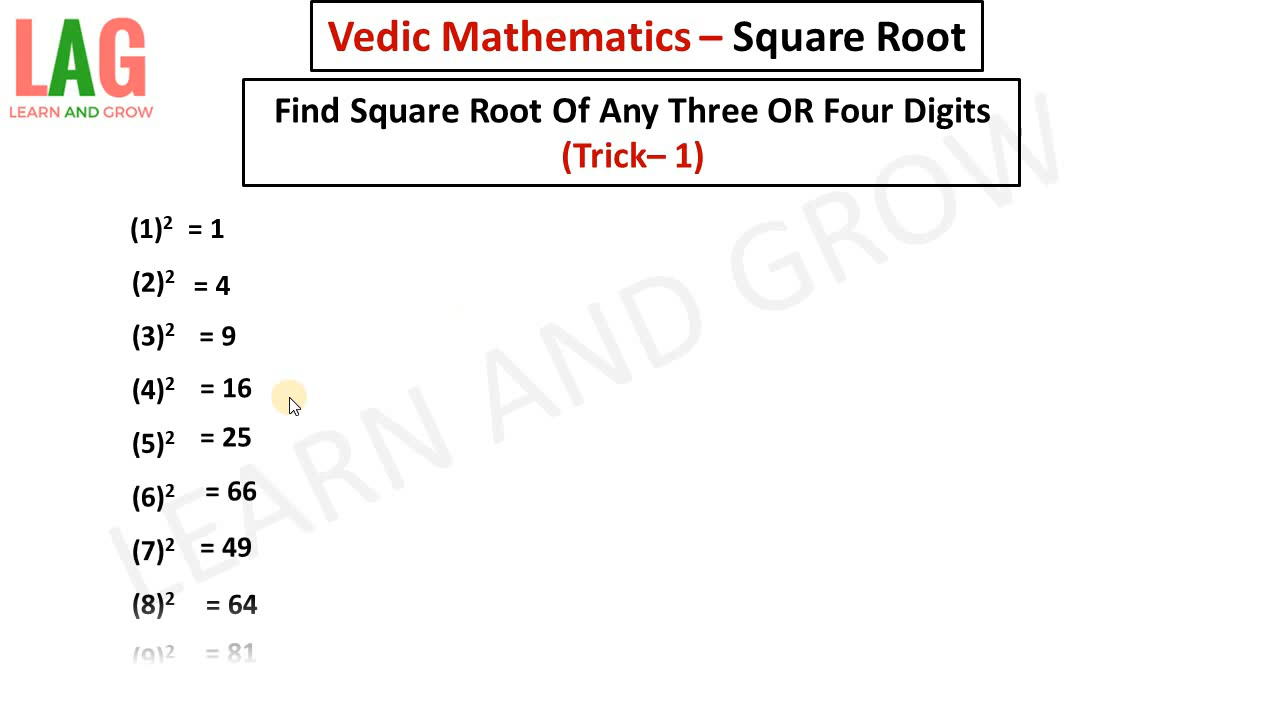 LAG
LEARN AND GROW
Vedic Mathematics – Square Root
Find Square Root Of Any Three OR Four Digits
(Trick– 1)
(1)² = 1
(2)² = 4
(3)² = 9
(4)² = 16
(5)² = 25
(6)² = 66
(7)² = 49
(8)² = 64
(9)² = 81
LEARN AND GROW